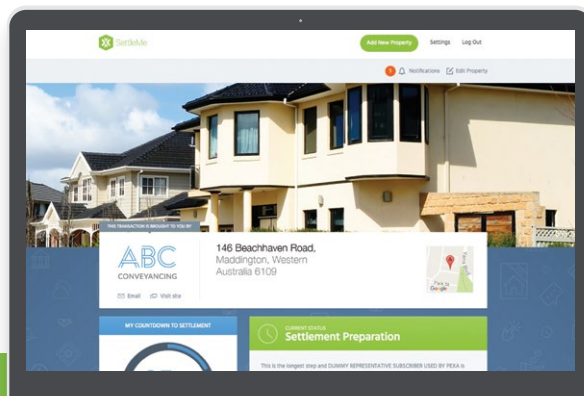 SettleMe
Add New Property Settings Log Out
Notifications Edit Property
THIS TRANSACTION IS BROUGHT TO YOU BY
ABC
CONVEYANCING
Email Visit site
146 Beachhaven Road,
Maddington, Western
Australia 6109
Google
MY COUNTDOWN TO SETTLEMENT
CURRENT STATUS
Settlement Preparation
This is the longest step and DUMMY REPRESENTATIVE SUBSCRIBER USED BY PEXA is